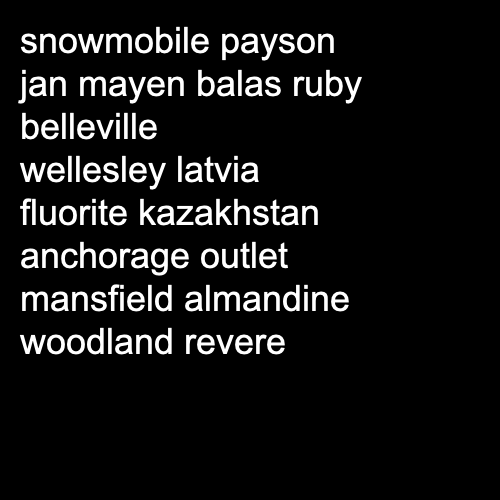 snowmobile payson
jan mayen balas ruby
belleville
wellesley latvia
fluorite kazakhstan
anchorage outlet
mansfield almandine
woodland revere